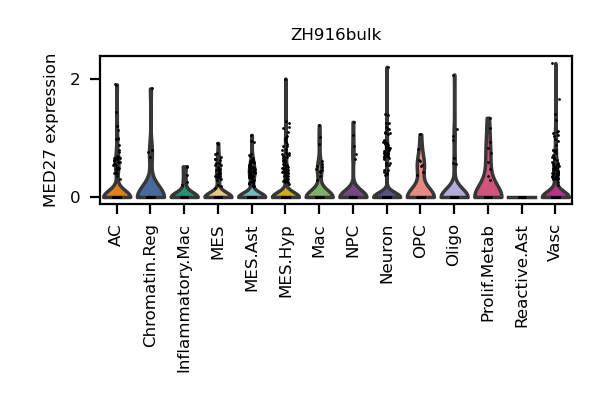 ZH916bulk
MED27 expression
2
0
AC
Chromatin.Reg
Inflammatory.Mac
MES
MES.Ast
MES.Hyp
Mac
NPC
Neuron
OPC
Oligo
Prolif.Metab
Reactive.Ast
Vasc